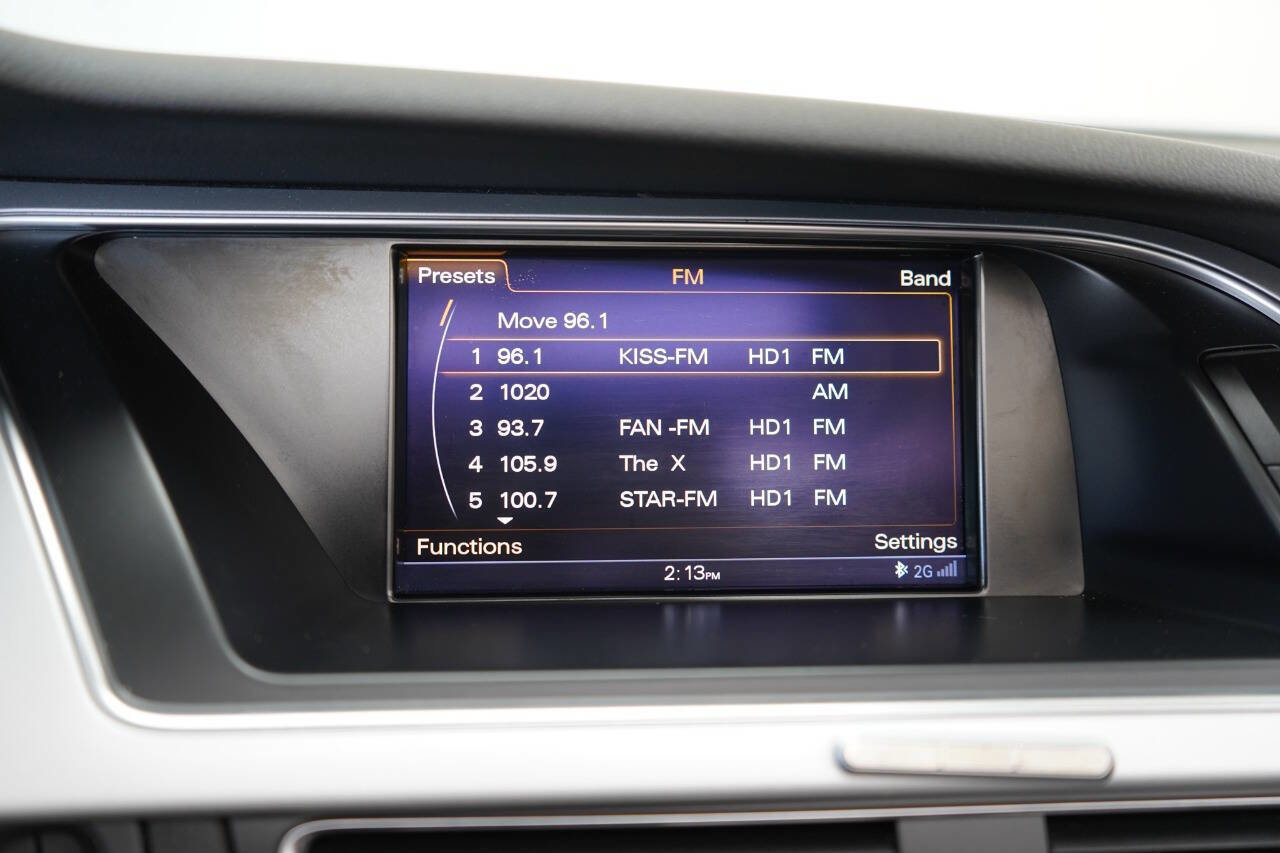 Presets FM Band
Move 96.1
1 96.1 KISS-FM HD1 FM
2 1020 AM
3 93.7 FAN -FM HD1 FM
4 105.9 The X HD1 FM
5 100.7 STAR-FM HD1 FM
Functions Settings
2:13PM 2G